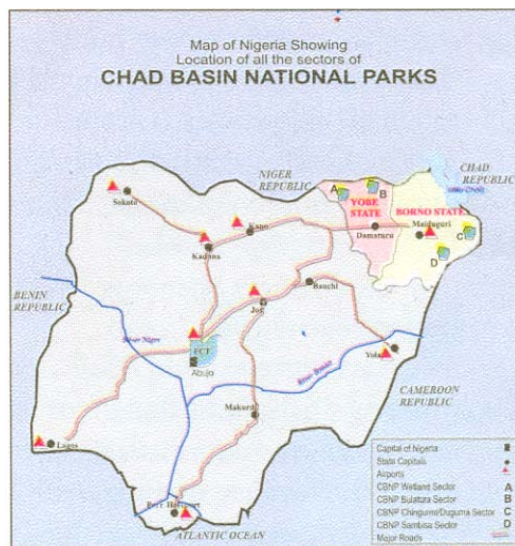 Map of Nigeria Showing
Location of all the sectors of
CHAD BASIN NATIONAL PARKS
NIGER
REPUBLIC
CHAD
REPUBLIC
A
B
YOBE
STATE
BORNO STATE
Sokoto
Kano
Kaduna
Damaturu
Maiduguri
C
D
BENIN
REPUBLIC
Jos
Bauchi
FCT
Abuja
Yola
CAMEROON
REPUBLIC
Makurdi
Lagos
Port Harcourt
ATLANTIC OCEAN
Capital of Nigeria
State Capitals
Airports
CBNP Wetland Sector A
CBNP Bulatura Sector B
CBNP Chingurmi/Duguma Sector C
CBNP Sambisa Sector D
Major Roads